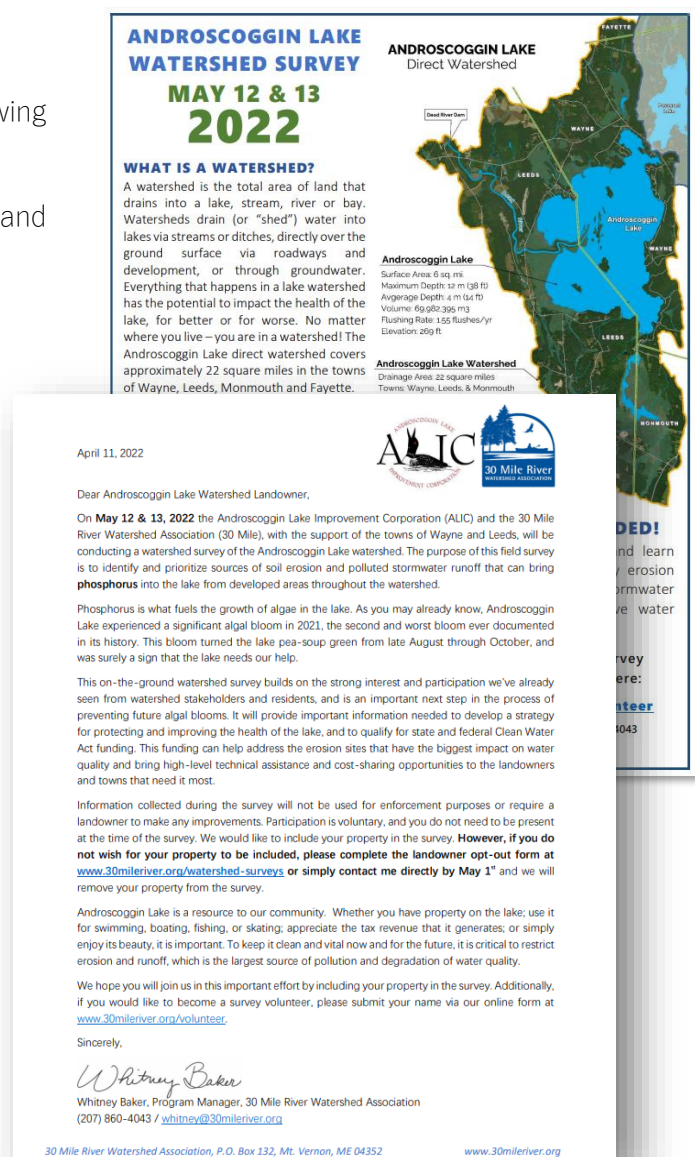 wing
and
ANDROSCOGGIN LAKE
WATERSHED SURVEY
MAY 12 & 13
2022
WHAT IS A WATERSHED?
A watershed is the total area of land that
drains into a lake, stream, river or bay.
Watersheds drain (or “shed”) water into
lakes via streams or ditches, directly over the
ground surface via roadways and
development, or through groundwater.
Everything that happens in a lake watershed
has the potential to impact the health of the
lake, for better or for worse. No matter
where you live – you are in a watershed! The
Androscoggin Lake direct watershed covers
approximately 22 square miles in the towns
of Wayne, Leeds, Monmouth and Fayette.
ANDROSCOGGIN LAKE
Direct Watershed
FAYETTE
Dead River Dam
WAYNE
LEEDS
Androscoggin
Lake
WAYNE
LEEDS
MONMOUTH
Androscoggin Lake
Surface Area: 6 sq. mi.
Maximum Depth: 12 m (38 ft)
Avgerage Depth: 4 m (14 ft)
Volume: 69,982,395 m3
Flushing Rate: 1.55 flushes/yr
Elevation: 269 ft
Androscoggin Lake Watershed
Drainage Area: 22 square miles
Towns: Wayne, Leeds, & Monmouth
DED!
nd learn
y erosion
ormwater
ve water
rvey
ere:
nteer
4043
ANDROSCOGGIN LAKE
ALIC
IMPROVEMENT CORPORATION
30 Mile River
WATERSHED ASSOCIATION
April 11, 2022
Dear Androscoggin Lake Watershed Landowner,
On May 12 & 13, 2022 the Androscoggin Lake Improvement Corporation (ALIC) and the 30 Mile
River Watershed Association (30 Mile), with the support of the towns of Wayne and Leeds, will be
conducting a watershed survey of the Androscoggin Lake watershed. The purpose of this field survey
is to identify and prioritize sources of soil erosion and polluted stormwater runoff that can bring
phosphorus into the lake from developed areas throughout the watershed.
Phosphorus is what fuels the growth of algae in the lake. As you may already know, Androscoggin
Lake experienced a significant algal bloom in 2021, the second and worst bloom ever documented
in its history. This bloom turned the lake pea-soup green from late August through October, and
was surely a sign that the lake needs our help.
This on-the-ground watershed survey builds on the strong interest and participation we’ve already
seen from watershed stakeholders and residents, and is an important next step in the process of
preventing future algal blooms. It will provide important information needed to develop a strategy
for protecting and improving the health of the lake, and to qualify for state and federal Clean Water
Act funding. This funding can help address the erosion sites that have the biggest impact on water
quality and bring high-level technical assistance and cost-sharing opportunities to the landowners
and towns that need it most.
Information collected during the survey will not be used for enforcement purposes or require a
landowner to make any improvements. Participation is voluntary, and you do not need to be present
at the time of the survey. We would like to include your property in the survey. However, if you do
not wish for your property to be included, please complete the landowner opt-out form at
www.30mileriver.org/watershed-surveys or simply contact me directly by May 1st and we will
remove your property from the survey.
Androscoggin Lake is a resource to our community. Whether you have property on the lake; use it
for swimming, boating, fishing, or skating; appreciate the tax revenue that it generates; or simply
enjoy its beauty, it is important. To keep it clean and vital now and for the future, it is critical to restrict
erosion and runoff, which is the largest source of pollution and degradation of water quality.
We hope you will join us in this important effort by including your property in the survey. Additionally,
if you would like to become a survey volunteer, please submit your name via our online form at
www.30mileriver.org/volunteer.
Sincerely,
Whitney Baker
Whitney Baker, Program Manager, 30 Mile River Watershed Association
(207) 860-4043 / whitney@30mileriver.org
30 Mile River Watershed Association, P.O. Box 132, Mt. Vernon, ME 04352 www.30mileriver.org